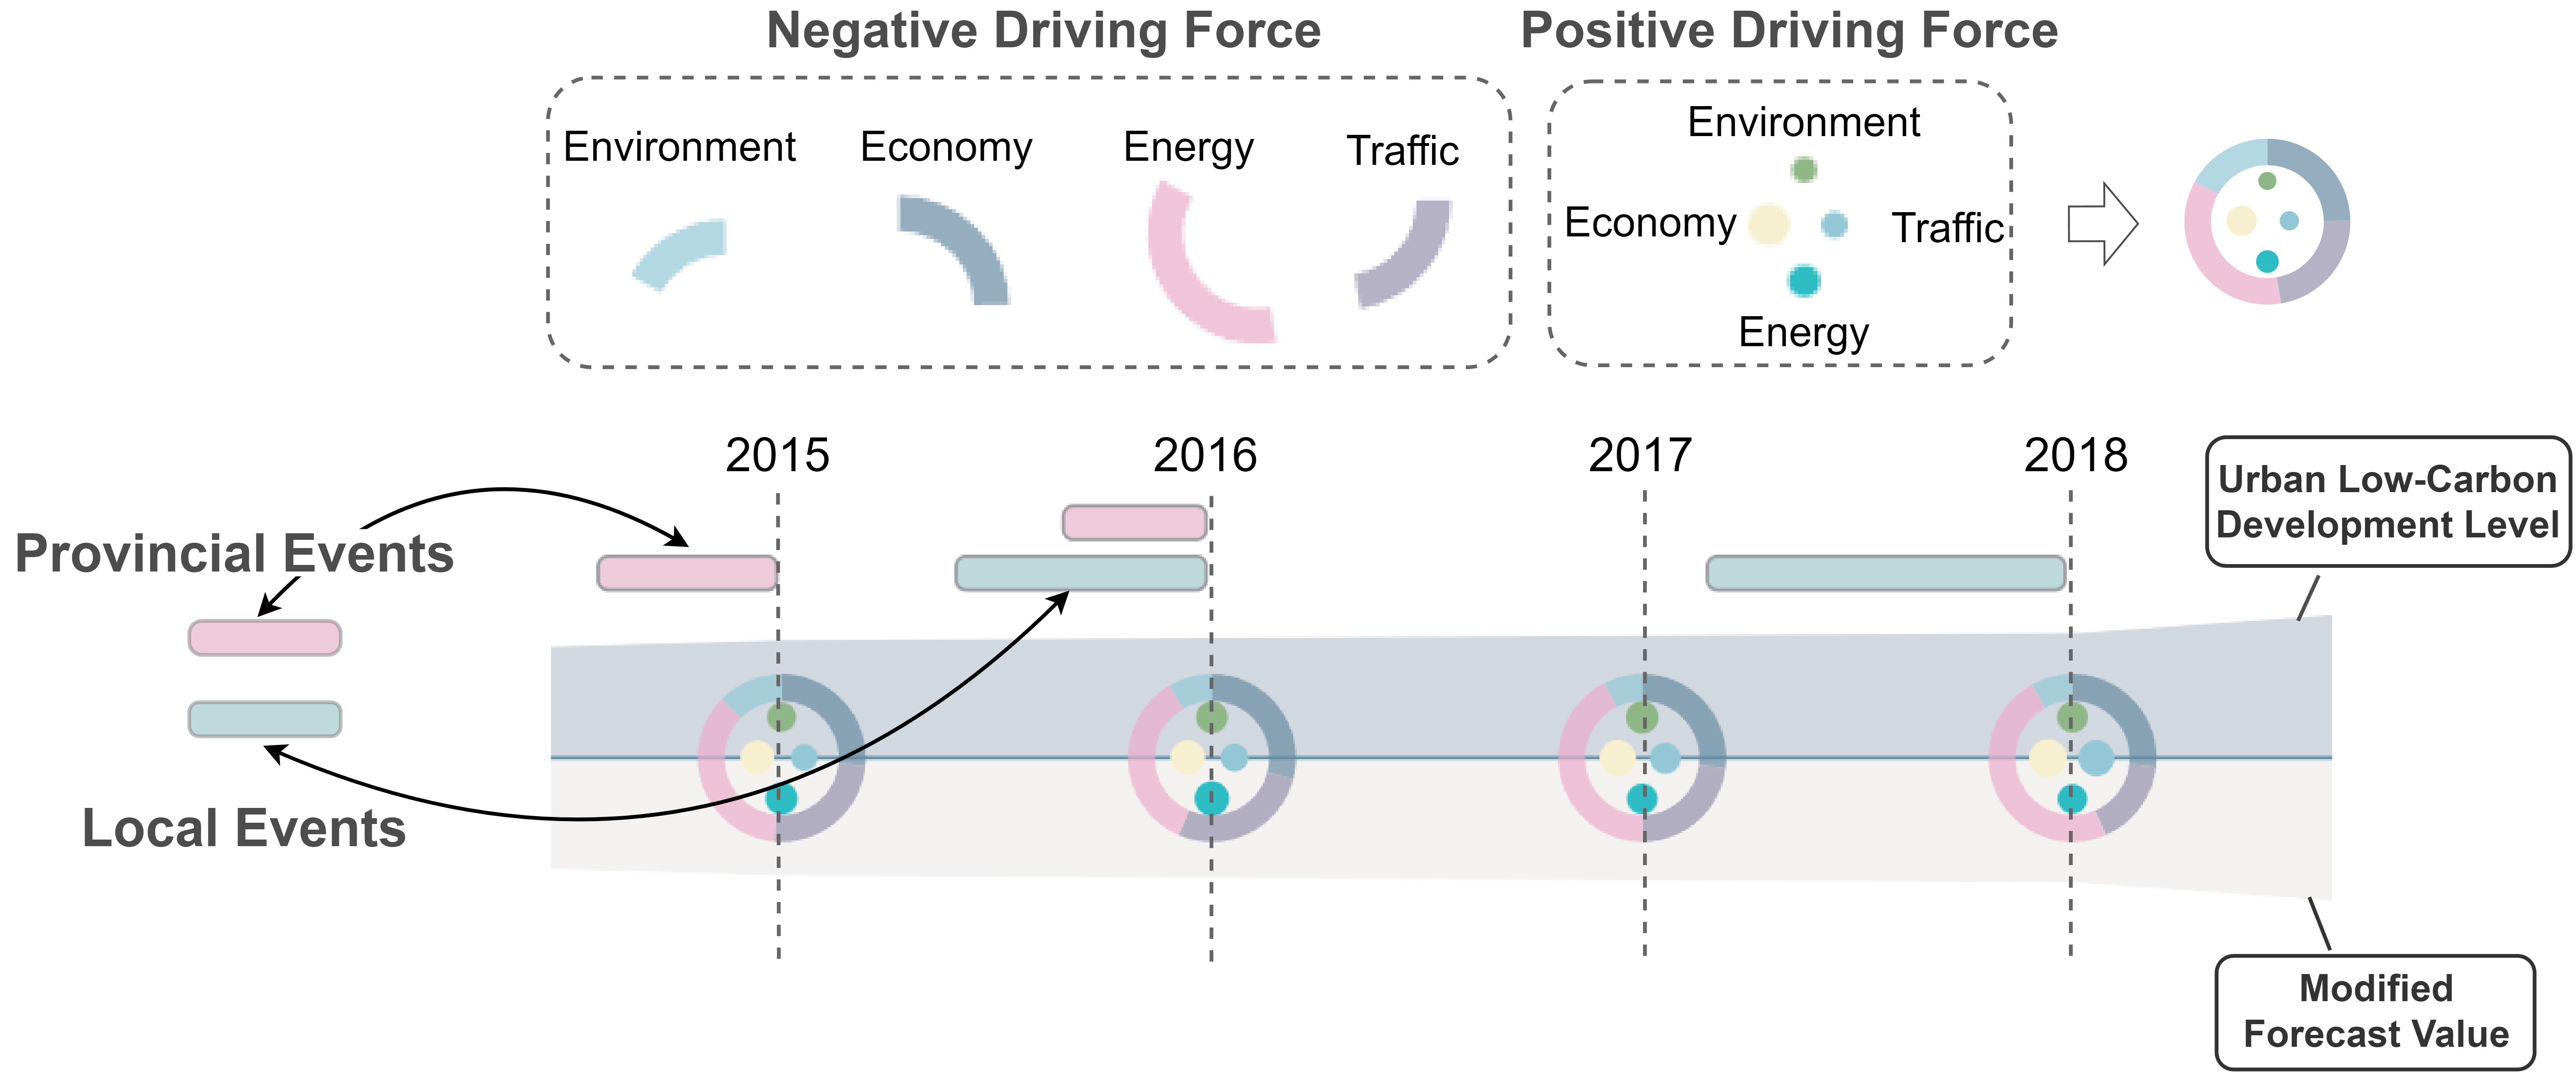 Negative Driving Force
Positive Driving Force
Environment
Economy
Energy
Traffic
Environment
Economy
Traffic
Energy
2015
2016
2017
2018
Urban Low-Carbon
Development Level
Provincial Events
Local Events
Modified
Forecast Value